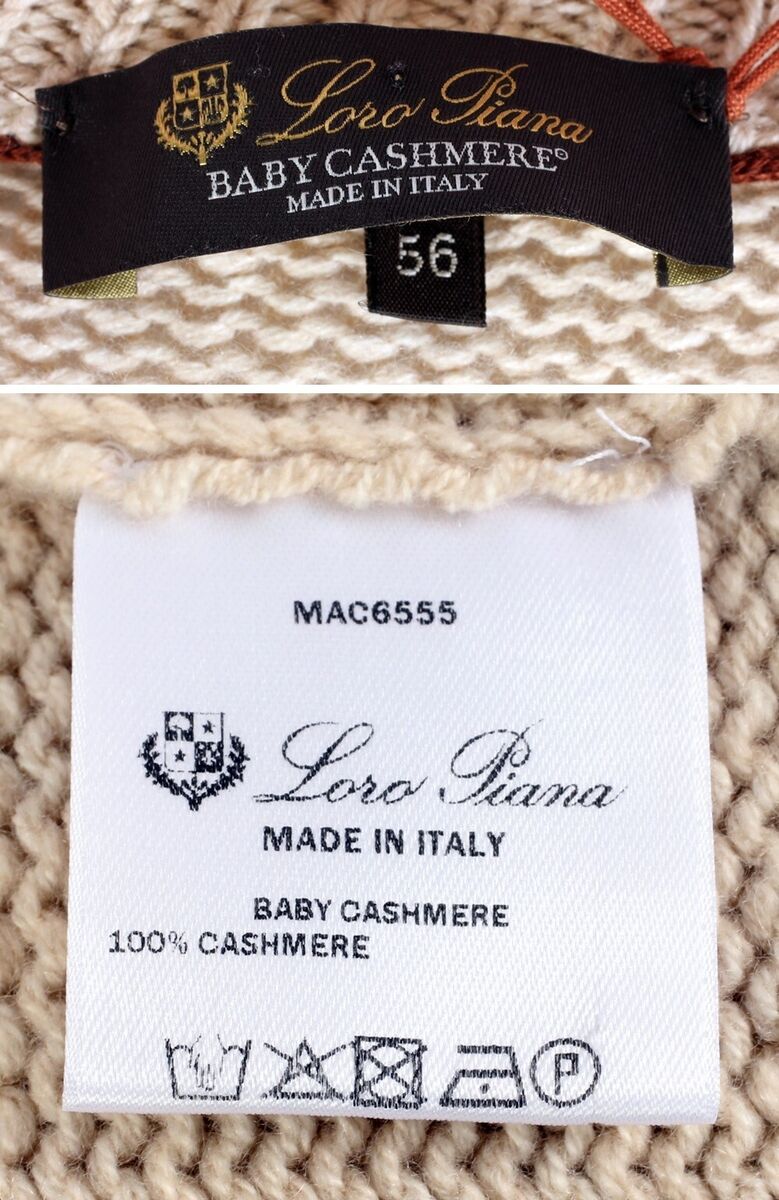 Loro Piana
BABY CASHMERE®
MADE IN ITALY
56
MAC6555
Loro Piana
MADE IN ITALY
BABY CASHMERE
100% CASHMERE
P